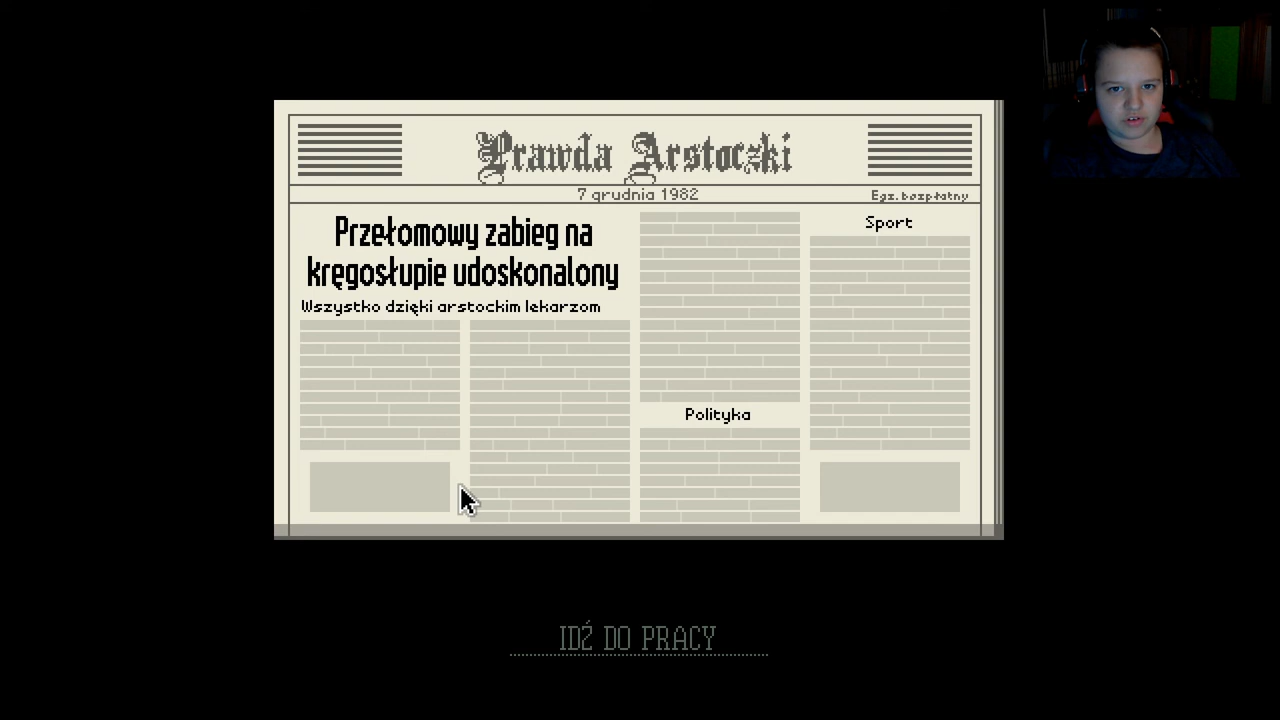 Prawda Arstoczki
7 grudnia 1982
Egz. bezpłatny
Przełomowy zabieg na
kręgosłupie udoskonalony
Wszystko dzięki arstockim lekarzom
Polityka
Sport
IDŹ DO PRACY